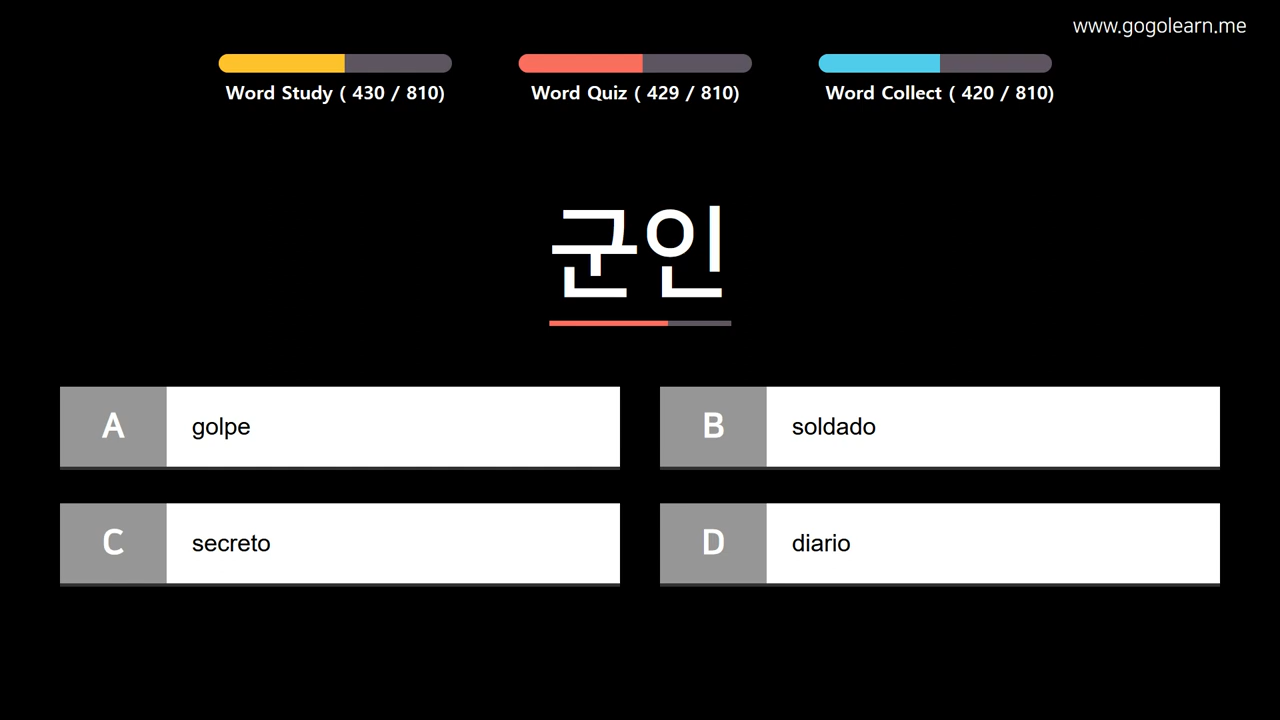 www.gogolearn.me
Word Study ( 430 / 810)
Word Quiz ( 429 / 810)
Word Collect ( 420 / 810)
군인
A golpe
B soldado
C secreto
D diario